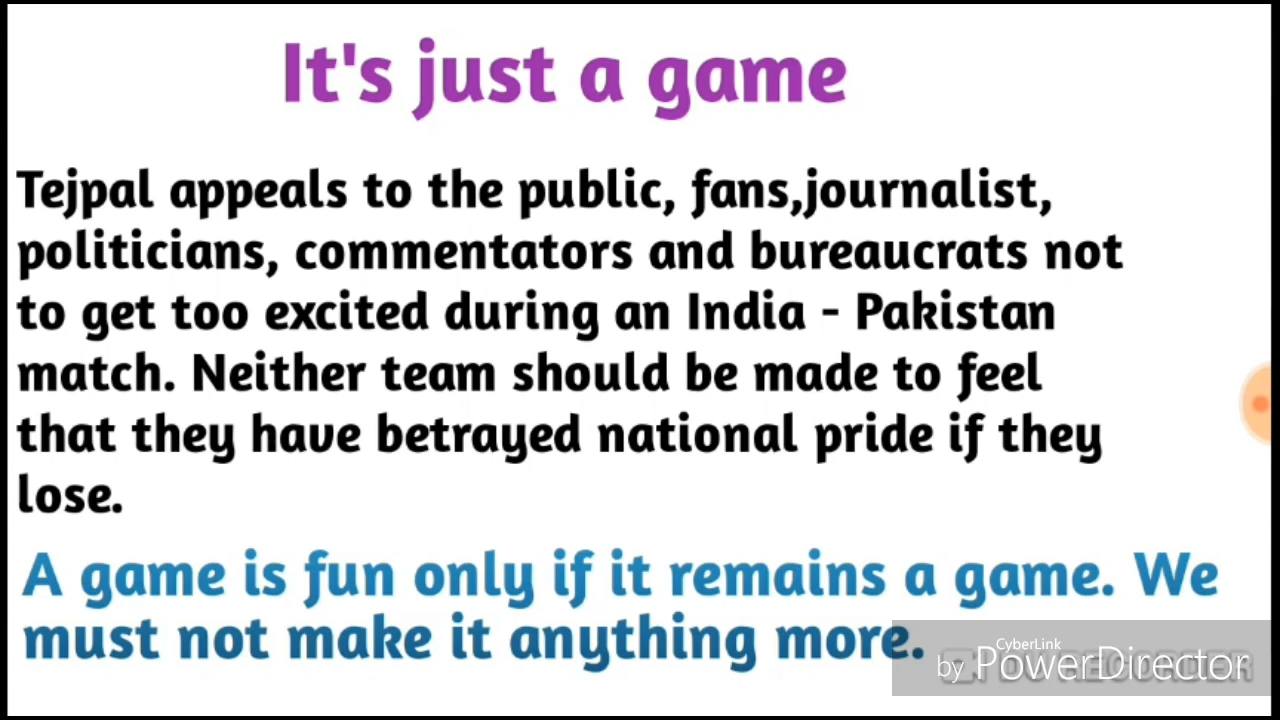 It's just a game
Tejpal appeals to the public, fans,journalist,
politicians, commentators and bureaucrats not
to get too excited during an India - Pakistan
match. Neither team should be made to feel
that they have betrayed national pride if they
lose.
A game is fun only if it remains a game. We
must not make it anything more.
CyberLink
by PowerDirector
RECORDER